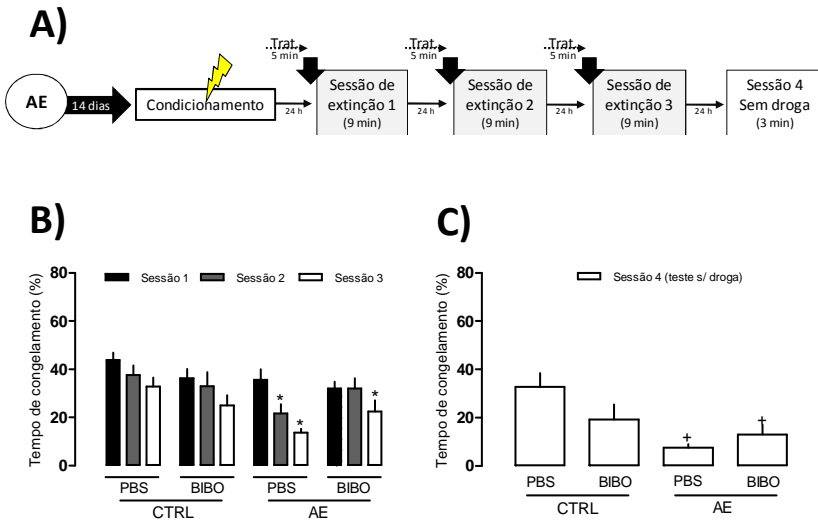 A)
Trat.
5 min
Trat.
5 min
Trat.
5 min
AE
14 dias
Condicionamento
24 h
Sessão de
extinção 1
(9 min)
24 h
Sessão de
extinção 2
(9 min)
24 h
Sessão de
extinção 3
(9 min)
24 h
Sessão 4
Sem droga
(3 min)
B)
Tempo de congelamento (%)
80
60
40
20
0
Sessão 1
Sessão 2
Sessão 3
*
*
*
PBS
BIBO
PBS
BIBO
CTRL
AE
C)
Tempo de congelamento (%)
80
60
40
20
0
Sessão 4 (teste s/ droga)
+
+
PBS
BIBO
PBS
BIBO
CTRL
AE